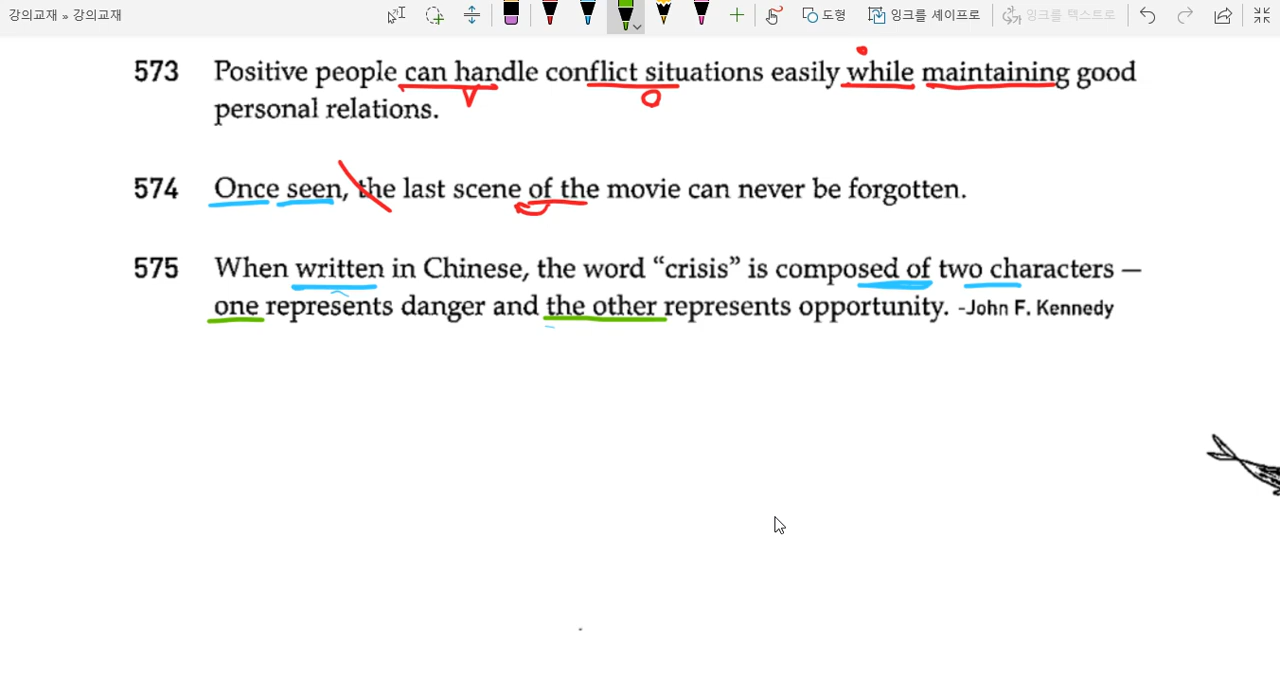 강의교재 » 강의교재
도형
잉크를 셰이프로
잉크를 텍스트로
573 Positive people can handle conflict situations easily while maintaining good
personal relations.
574 Once seen, the last scene of the movie can never be forgotten.
575 When written in Chinese, the word “crisis” is composed of two characters —
one represents danger and the other represents opportunity. -John F. Kennedy